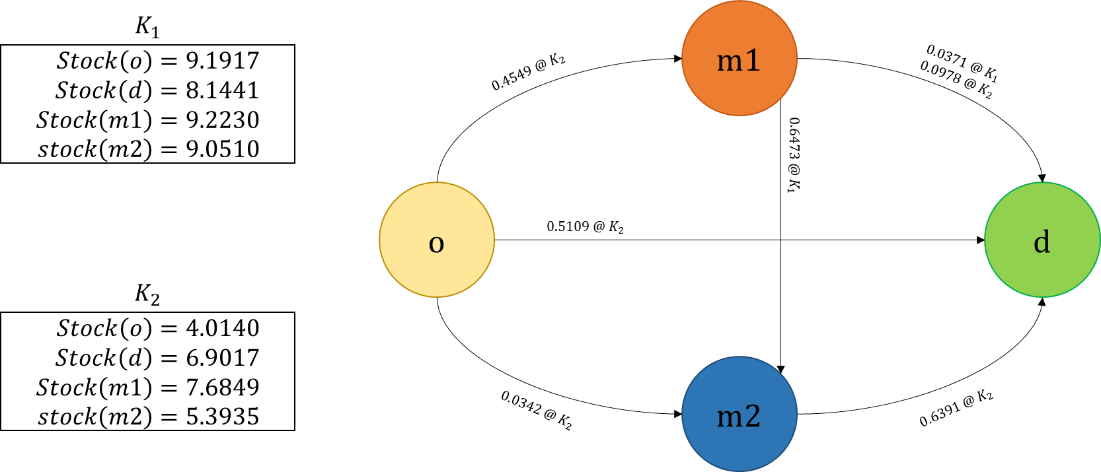 K₁
Stock(o) = 9.1917
Stock(d) = 8.1441
Stock(m1) = 9.2230
stock(m2) = 9.0510
K₂
Stock(o) = 4.0140
Stock(d) = 6.9017
Stock(m1) = 7.6849
stock(m2) = 5.3935
0.4549 @ K₂
m1
0.0371 @ K₁
0.0978 @ K₂
0.6473 @ K₁
o
0.5109 @ K₂
d
0.0342 @ K₂
m2
0.6391 @ K₂